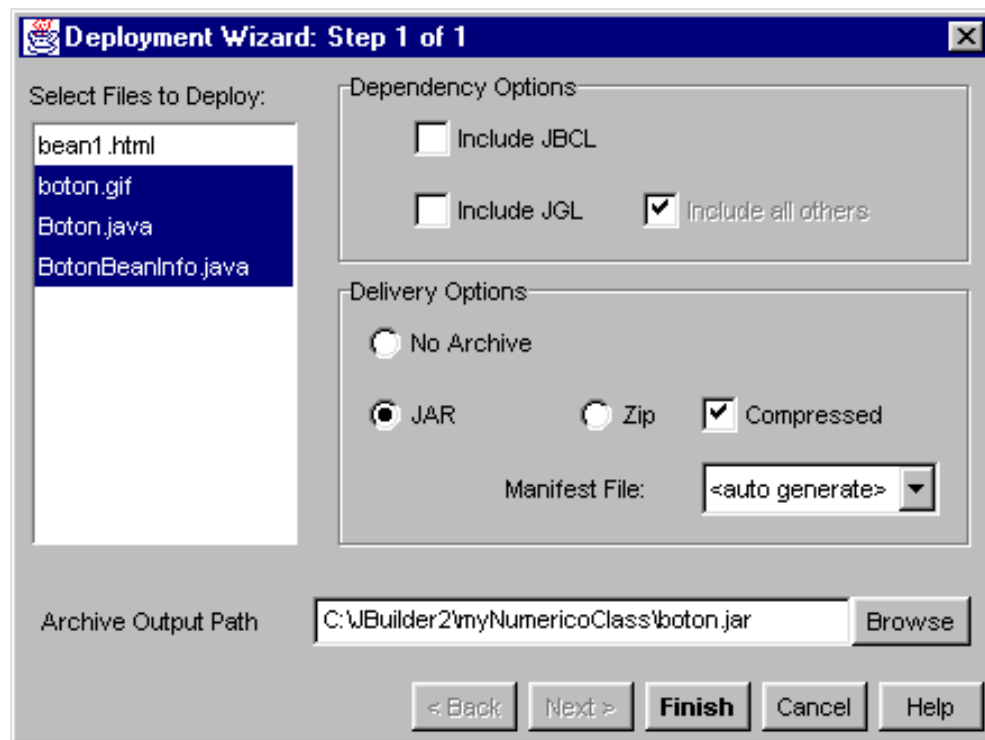 Deployment Wizard: Step 1 of 1
Select Files to Deploy:
bean1.html
boton.gif
Boton.java
BotonBeanInfo.java
Dependency Options
Include JBCL
Include JGL Include all others
Delivery Options
No Archive
JAR Zip Compressed
Manifest File: <auto generate>
Archive Output Path C:\JBuilder2\myNumericoClass\boton.jar Browse
< Back Next > Finish Cancel Help